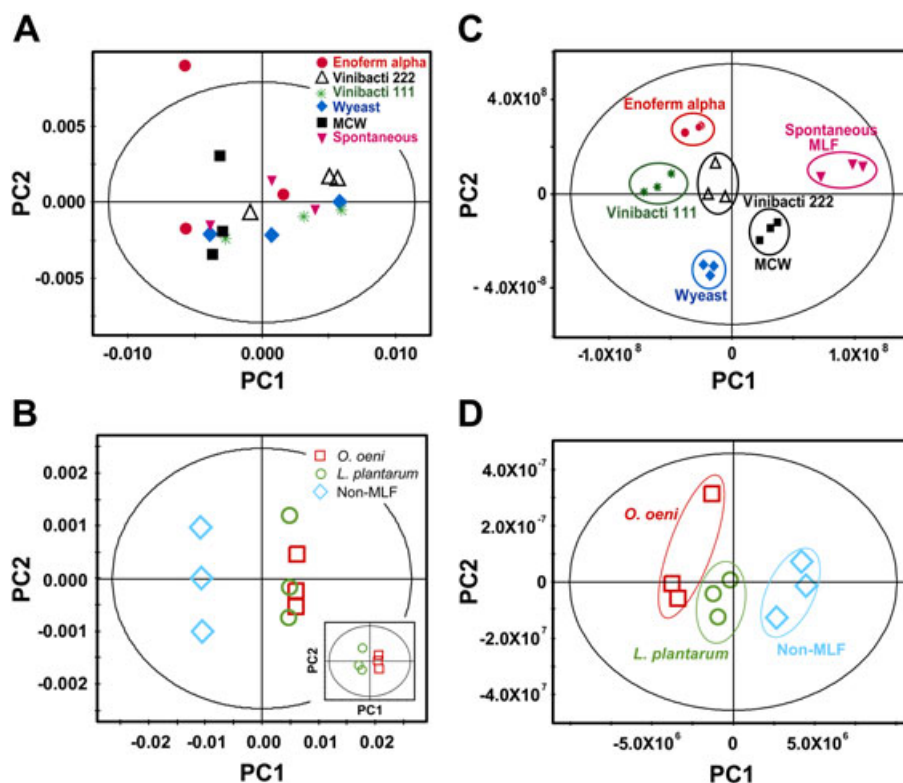 A
PC2
0.005
0.000
-0.005
-0.010
0.000
0.010
PC1
Enoferm alpha
Vinibacti 222
Vinibacti 111
Wyeast
MCW
Spontaneous
C
PC2
4.0X10⁸
0
- 4.0X10⁻⁸
-1.0X10⁸
0
1.0X10⁸
PC1
Enoferm alpha
Spontaneous
MLF
Vinibacti 111
Vinibacti 222
MCW
Wyeast
B
PC2
0.002
0.001
0.000
-0.001
-0.002
-0.02
-0.01
0.00
0.01
0.02
PC1
O. oeni
L. plantarum
Non-MLF
PC2
PC1
D
PC2
4.0X10⁻⁷
2.0X10⁻⁷
0
-2.0X10⁷
-4.0X10⁷
-5.0X10⁶
0
5.0X10⁶
PC1
O. oeni
L. plantarum
Non-MLF